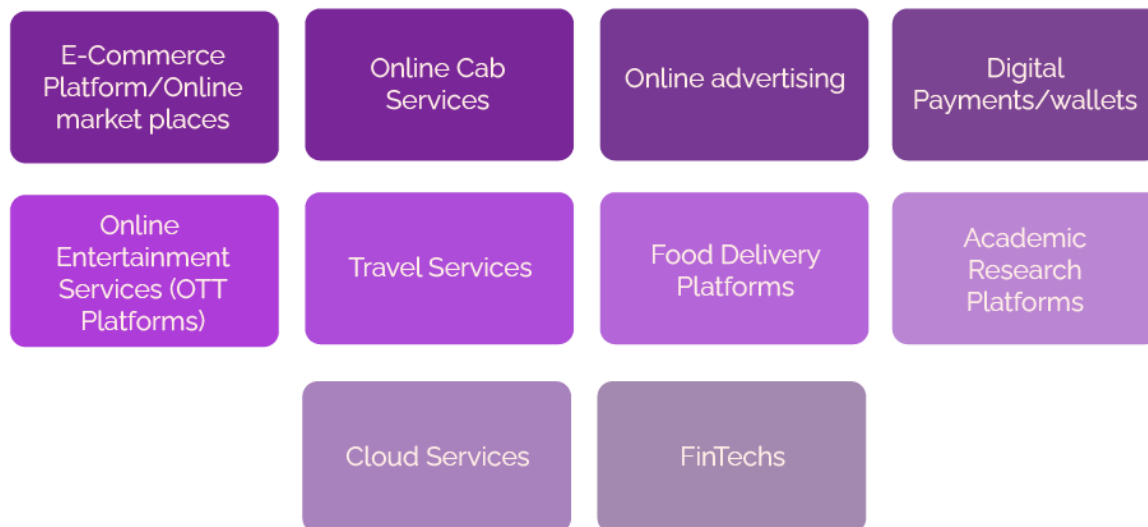 E-Commerce
Platform/Online
market places
Online Cab
Services
Online advertising
Digital
Payments/wallets
Online
Entertainment
Services (OTT
Platforms)
Travel Services
Food Delivery
Platforms
Academic
Research
Platforms
Cloud Services
FinTechs